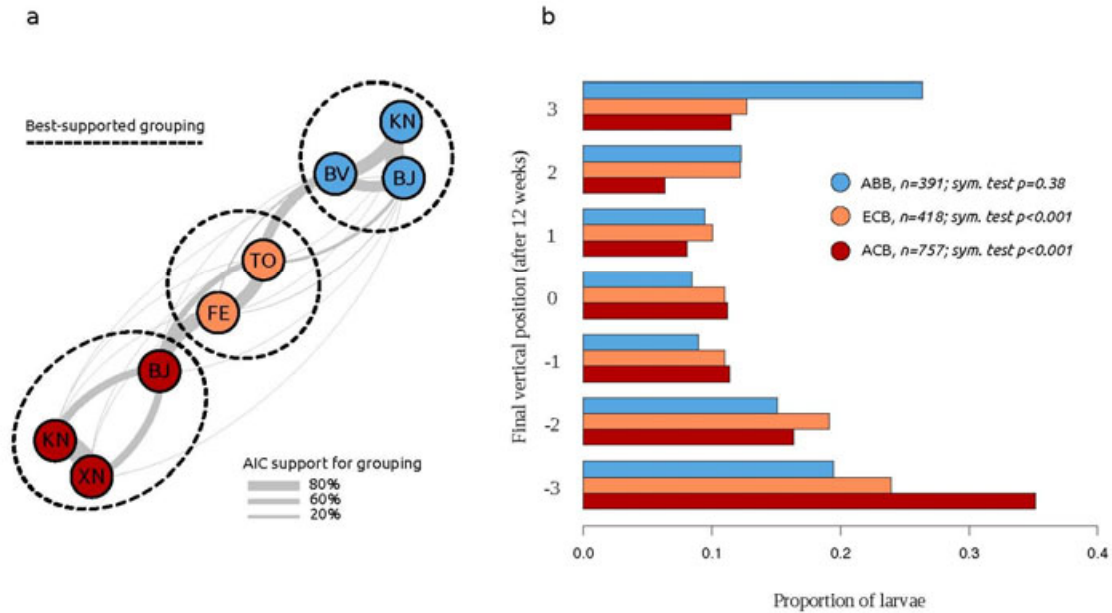 a
Best-supported grouping
KN
BV
BJ
TO
FE
BJ
KN
XN
AIC support for grouping
80%
60%
20%
b
Final vertical position (after 12 weeks)
3
2
1
0
-1
-2
-3
ABB, n=391; sym. test p=0.38
ECB, n=418; sym. test p<0.001
ACB, n=757; sym. test p<0.001
0.0 0.1 0.2 0.3 0.4
Proportion of larvae